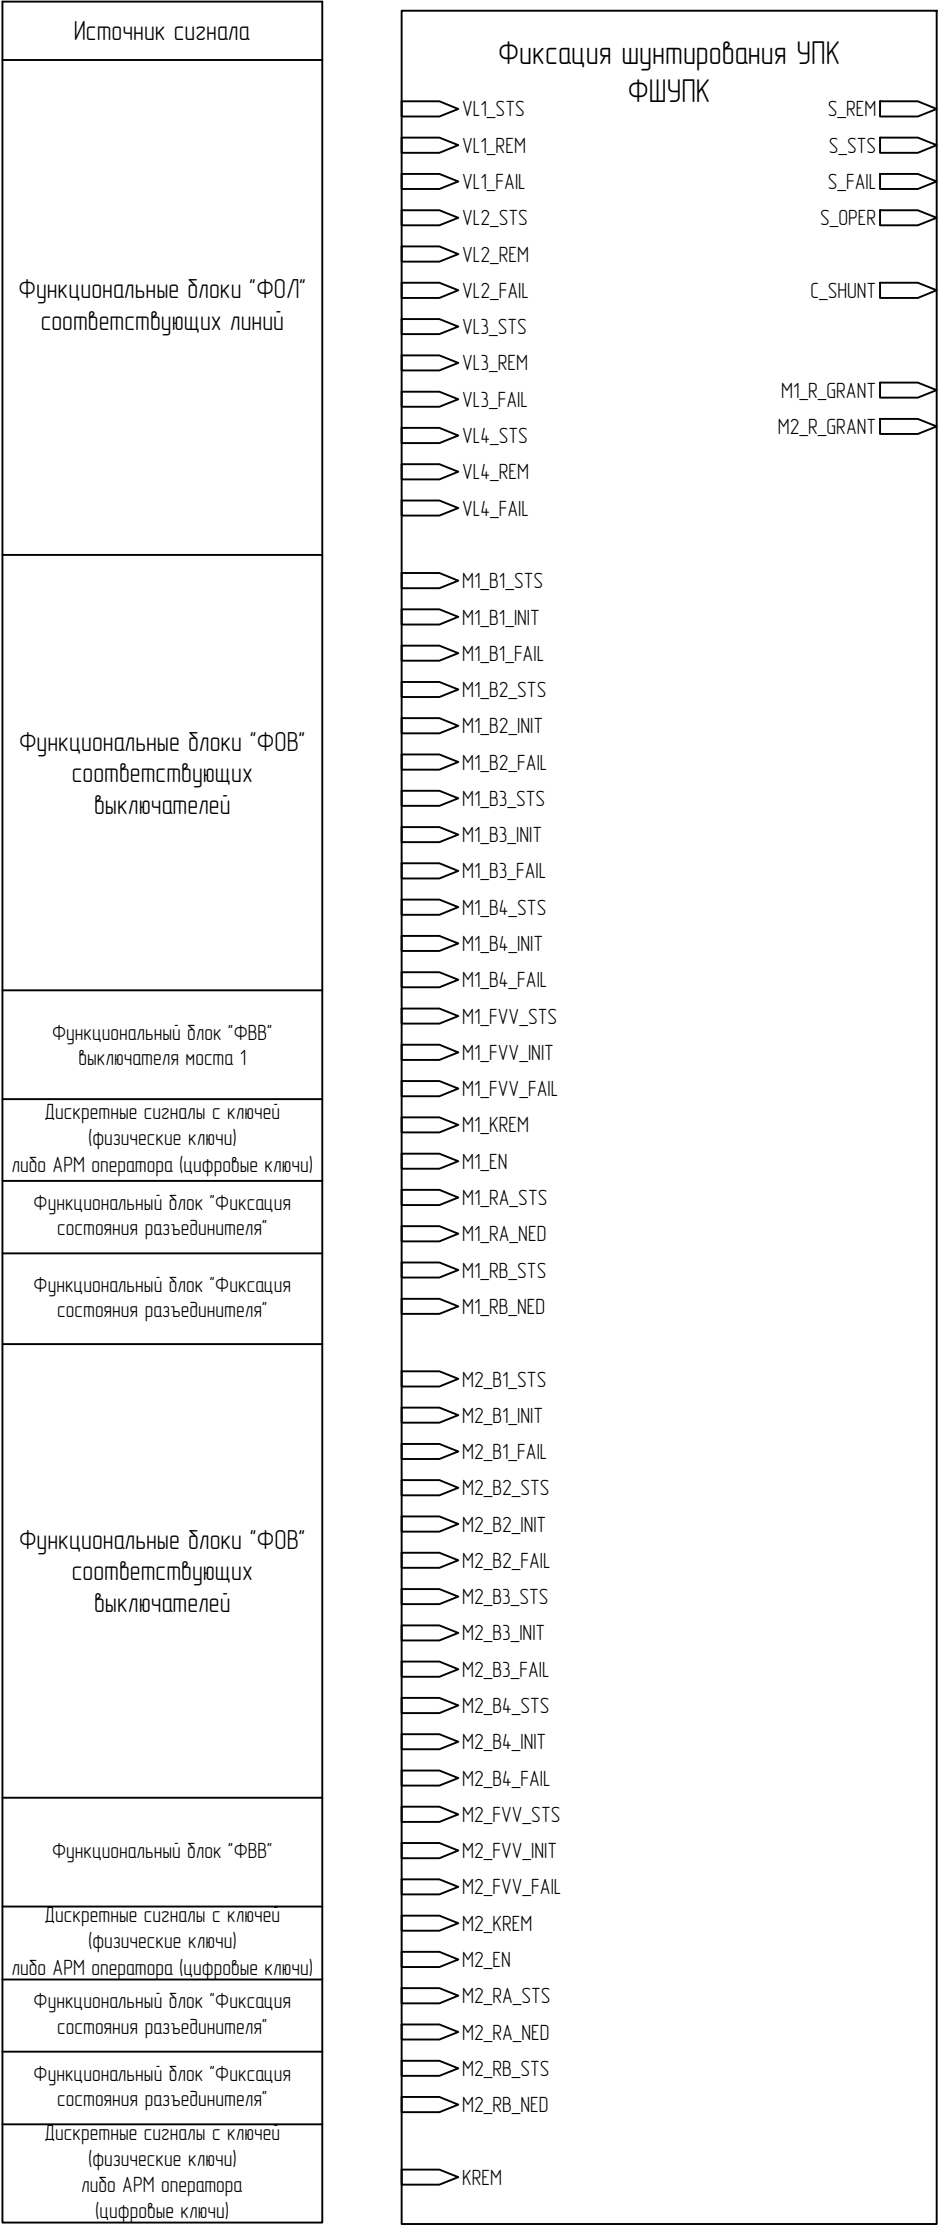 Источник сигнала
Функциональные блоки "ФОЛ"
соответствующих линий
Функциональные блоки "ФОВ"
соответствующих
выключателей
Функциональный блок "ФВВ"
выключателя моста 1
Дискретные сигналы с ключей
(физические ключи)
либо АРМ оператора (цифровые ключи)
Функциональный блок "Фиксация
состояния разъединителя"
Функциональный блок "Фиксация
состояния разъединителя"
Функциональные блоки "ФОВ"
соответствующих
выключателей
Функциональный блок "ФВВ"
Дискретные сигналы с ключей
(физические ключи)
либо АРМ оператора (цифровые ключи)
Функциональный блок "Фиксация
состояния разъединителя"
Функциональный блок "Фиксация
состояния разъединителя"
Дискретные сигналы с ключей
(физические ключи)
либо АРМ оператора
(цифровые ключи)
Фиксация шунтирования УПК
ФШУПК
VL1_STS
VL1_REM
VL1_FAIL
VL2_STS
VL2_REM
VL2_FAIL
VL3_STS
VL3_REM
VL3_FAIL
VL4_STS
VL4_REM
VL4_FAIL
M1_B1_STS
M1_B1_INIT
M1_B1_FAIL
M1_B2_STS
M1_B2_INIT
M1_B2_FAIL
M1_B3_STS
M1_B3_INIT
M1_B3_FAIL
M1_B4_STS
M1_B4_INIT
M1_B4_FAIL
M1_FVV_STS
M1_FVV_INIT
M1_FVV_FAIL
M1_KREM
M1_EN
M1_RA_STS
M1_RA_NED
M1_RB_STS
M1_RB_NED
M2_B1_STS
M2_B1_INIT
M2_B1_FAIL
M2_B2_STS
M2_B2_INIT
M2_B2_FAIL
M2_B3_STS
M2_B3_INIT
M2_B3_FAIL
M2_B4_STS
M2_B4_INIT
M2_B4_FAIL
M2_FVV_STS
M2_FVV_INIT
M2_FVV_FAIL
M2_KREM
M2_EN
M2_RA_STS
M2_RA_NED
M2_RB_STS
M2_RB_NED
KREM
S_REM
S_STS
S_FAIL
S_OPER
C_SHUNT
M1_R_GRANT
M2_R_GRANT